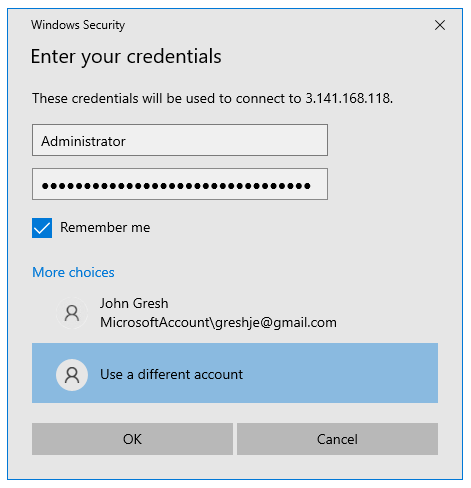 Windows Security
Enter your credentials
These credentials will be used to connect to 3.141.168.118.
Administrator
●●●●●●●●●●●●●●●●●●●●●●●●●●●●●●●●
Remember me
More choices
John Gresh
MicrosoftAccount\greshje@gmail.com
Use a different account
OK
Cancel